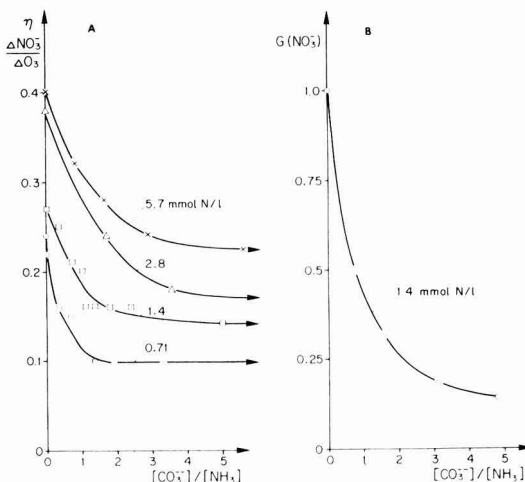 η
ΔNO₃⁻
ΔO₃
A
0.4
0.3
0.2
0.1
0
5.7 mmol N/l
2.8
1.4
0.71
0 1 2 3 4 5
[CO₃⁻⁻]/[NH₃]
G(NO₃⁻)
B
1.0
0.75
0.5
0.25
0
14 mmol N/l
0 1 2 3 4 5
[CO₃⁻⁻]/[NH₃]